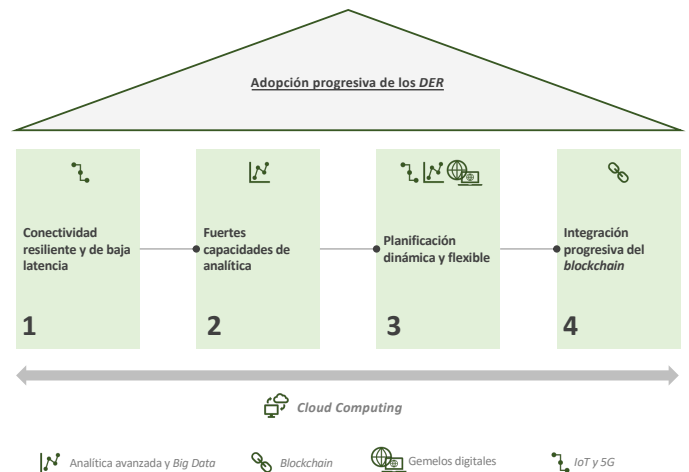 Adopción progresiva de los DER
Conectividad
resiliente y de baja
latencia
1
Fuertes
capacidades de
analítica
2
Planificación
dinámica y flexible
3
Integración
progresiva del
blockchain
4
Cloud Computing
Analítica avanzada y Big Data
Blockchain
Gemelos digitales
IoT y 5G